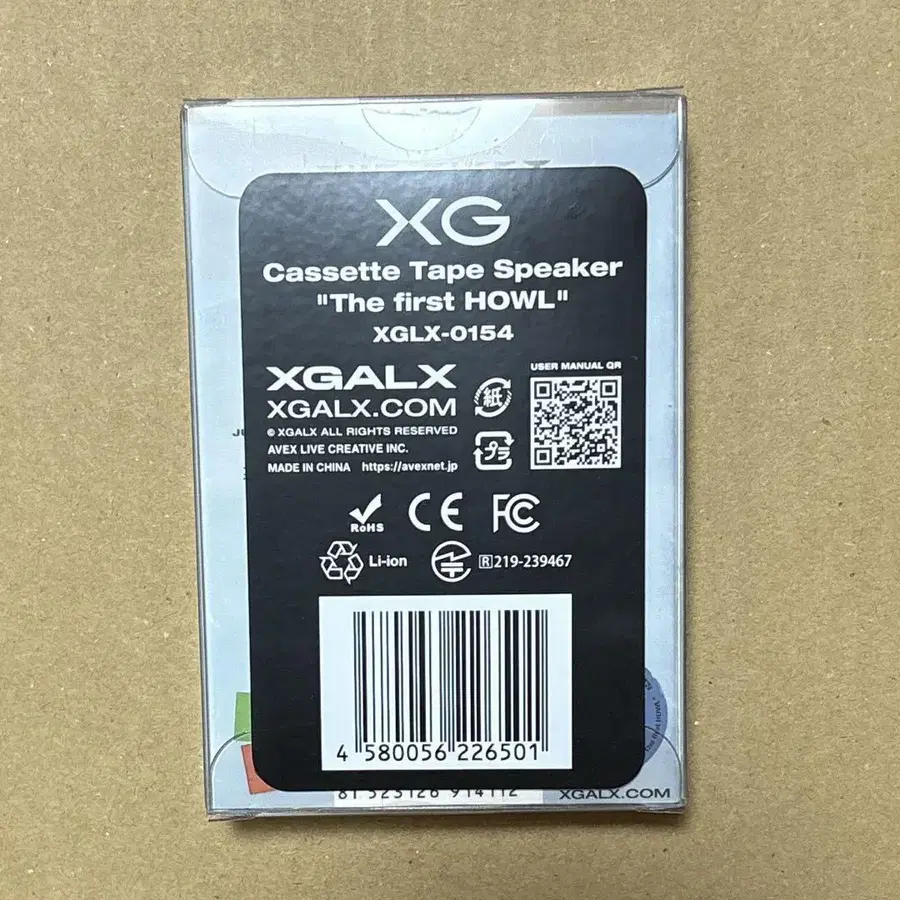 XG
Cassette Tape Speaker
"The first HOWL"
XGLX-0154
XGALX
XGALX.COM
© XGALX ALL RIGHTS RESERVED
AVEX LIVE CREATIVE INC.
MADE IN CHINA https://avexnet.jp
紙
プラ
USER MANUAL QR
RoHS
CE
FC
Li-ion
R 219-239467
4 580056 226501
XGALX.COM